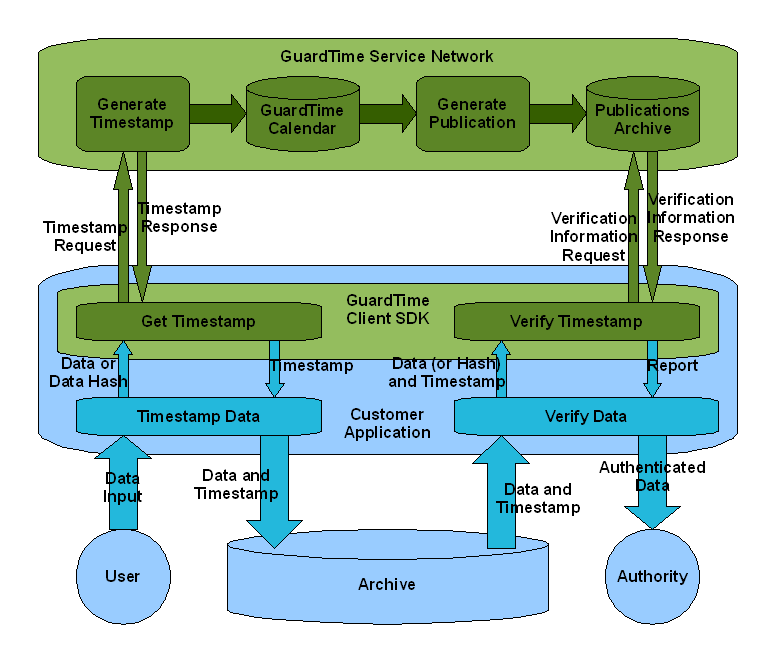 GuardTime Service Network
Generate
Timestamp
GuardTime
Calendar
Generate
Publication
Publications
Archive
Timestamp
Request
Timestamp
Response
Verification
Information
Request
Verification
Information
Response
GuardTime
Client SDK
Get Timestamp
Verify Timestamp
Data or
Data Hash
Timestamp
Data (or Hash)
and Timestamp
Report
Timestamp Data
Customer
Application
Verify Data
Data
Input
Data and
Timestamp
Data and
Timestamp
Authenticated
Data
User
Archive
Authority